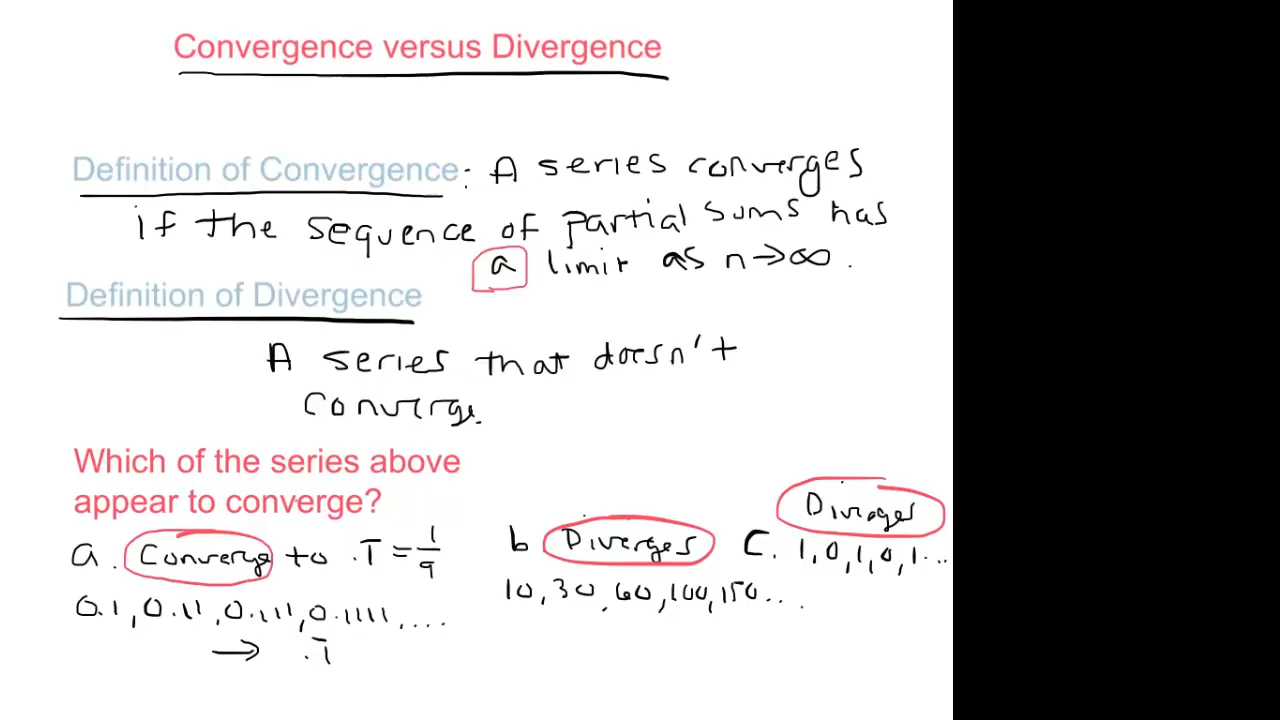 Convergence versus Divergence
Definition of Convergence: A series converges
if the sequence of partial sums has
a limit as n→∞.
Definition of Divergence
A series that doesn't
converge.
Which of the series above
appear to converge?
a. Converge to .1̅ = 1/9
0.1, 0.11, 0.111, 0.1111, ....
→ .1̅
b Diverges
10, 30, 60, 100, 150...
Diverges
C. 1, 0, 1, 0, 1...